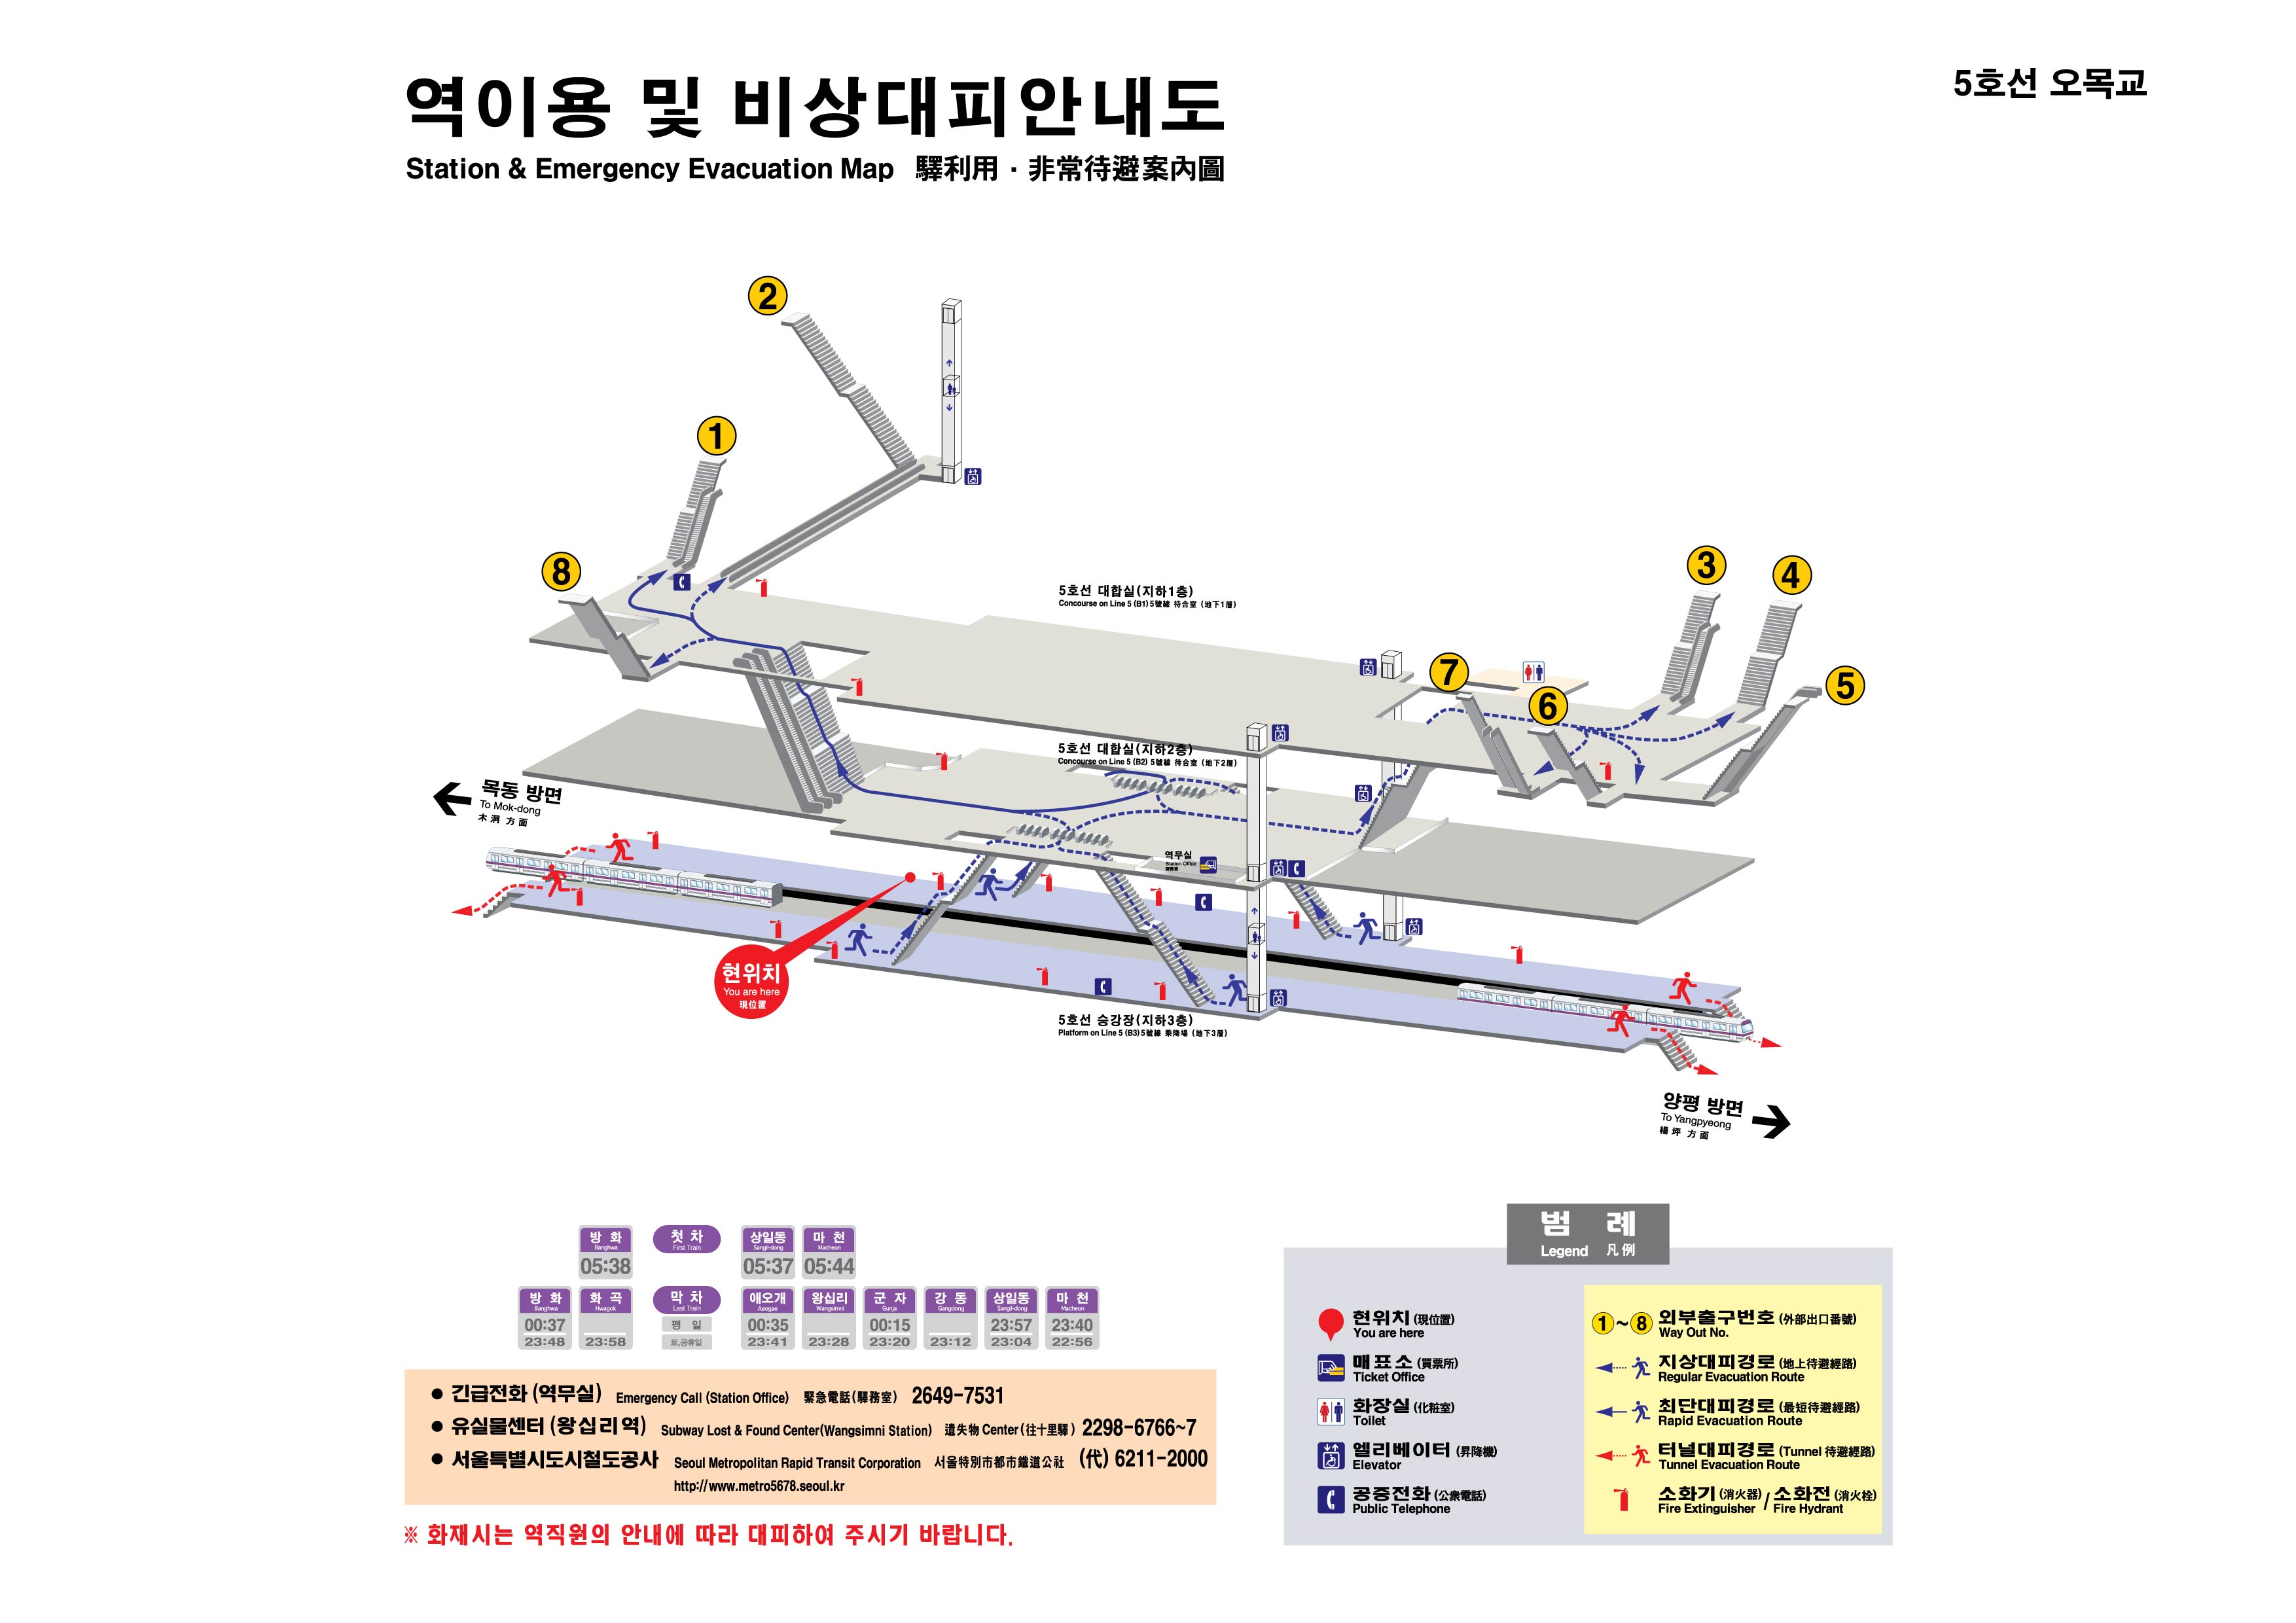 역이용 및 비상대피안내도
Station & Emergency Evacuation Map 驛利用 · 非常待避案內圖
5호선 오목교
2
1
8
3
4
7
6
5
5호선 대합실(지하1층)
Concourse on Line 5 (B1) 5號線 待合室 (地下1層)
5호선 대합실(지하2층)
Concourse on Line 5 (B2) 5號線 待合室 (地下2層)
목동 방면
To Mok-dong
木洞 方面
역무실
Station Office
현위치
You are here
現位置
5호선 승강장(지하3층)
Platform on Line 5 (B3) 5號線 乘降場 (地下3層)
양평 방면
To Yangpyeong
楊坪 方面
방 화 첫 차 상일동 마 천
Banghwa First Train Sangil-dong Macheon
05:38 05:37 05:44
방 화 화 곡 막 차 애오개 왕십리 군 자 강 동 상일동 마 천
Banghwa Hwagok Last Train Aeogae Wangsimni Gunja Gangdong Sangil-dong Macheon
00:37 평 일 00:35 00:15 23:57 23:40
23:48 23:58 토,공휴일 23:41 23:28 23:20 23:12 23:04 22:56
● 긴급전화 (역무실) Emergency Call (Station Office) 緊急電話(驛務室) 2649-7531
● 유실물센터 (왕십리역) Subway Lost & Found Center(Wangsimni Station) 遺失物 Center(往十里驛) 2298-6766~7
● 서울특별시도시철도공사 Seoul Metropolitan Rapid Transit Corporation 서울特別市都市鐵道公社 (代) 6211-2000
http://www.metro5678.seoul.kr
※ 화재시는 역직원의 안내에 따라 대피하여 주시기 바랍니다.
범 례
Legend 凡例
현위치 (現位置)
You are here
매표소 (買票所)
Ticket Office
화장실 (化粧室)
Toilet
엘리베이터 (昇降機)
Elevator
공중전화 (公衆電話)
Public Telephone
1~8 외부출구번호 (外部出口番號)
Way Out No.
지상대피경로 (地上待避經路)
Regular Evacuation Route
최단대피경로 (最短待避經路)
Rapid Evacuation Route
터널대피경로 (Tunnel 待避經路)
Tunnel Evacuation Route
소화기 (消火器) / 소화전 (消火栓)
Fire Extinguisher / Fire Hydrant